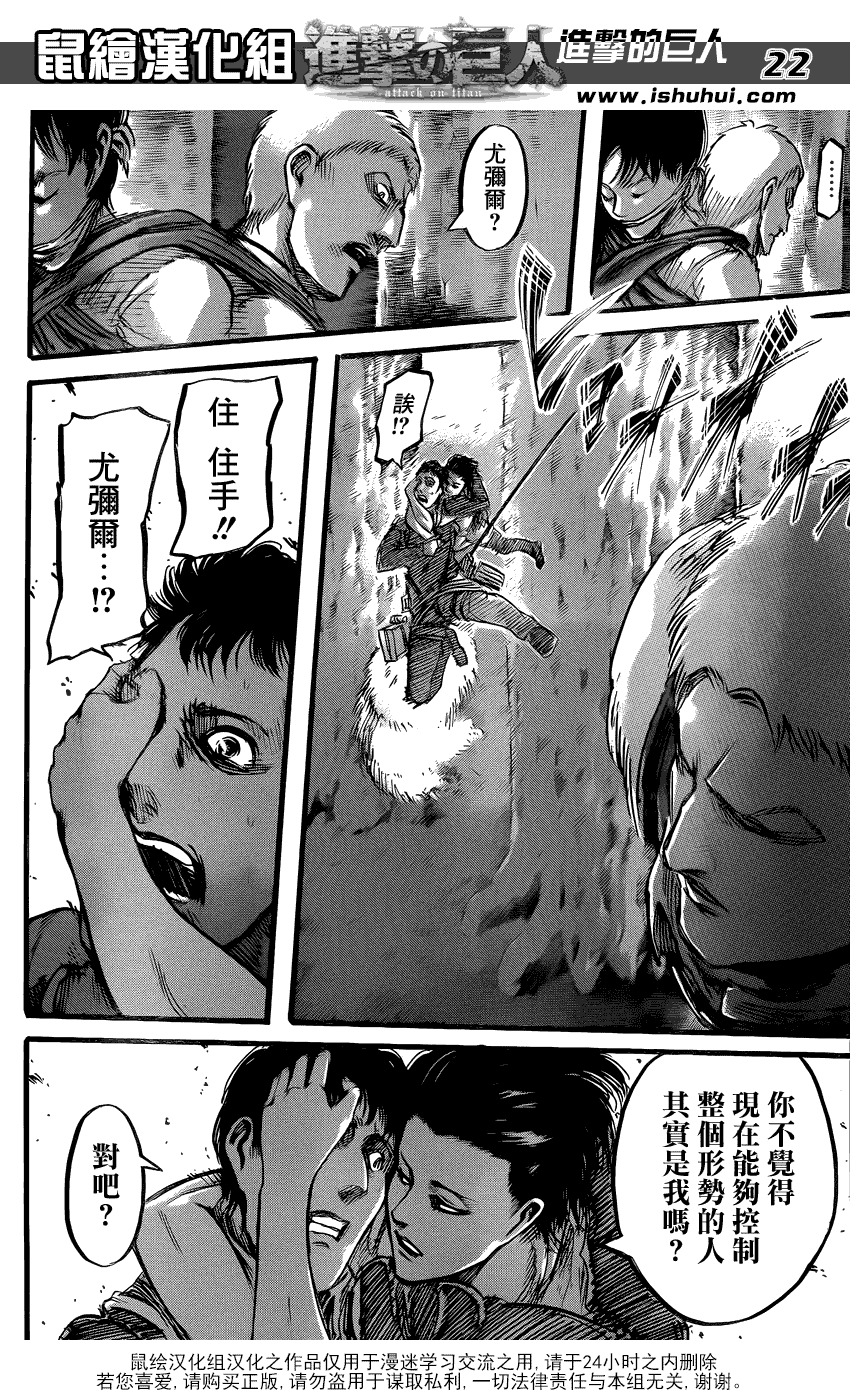 鼠繪漢化組
進撃の巨人
attack on titan
進擊的巨人
22
www.ishuhui.com
⋯⋯
尤彌爾?
誒!?
住 住手!!
尤彌爾⋯!?
你不覺得
現在能夠控制
整個形勢的人
其實是我嗎?
對吧?
鼠绘汉化组汉化之作品仅用于漫迷学习交流之用, 请于24小时之内删除
若您喜爱, 请购买正版, 请勿盗用于谋取私利, 一切法律责任与本组无关, 谢谢.